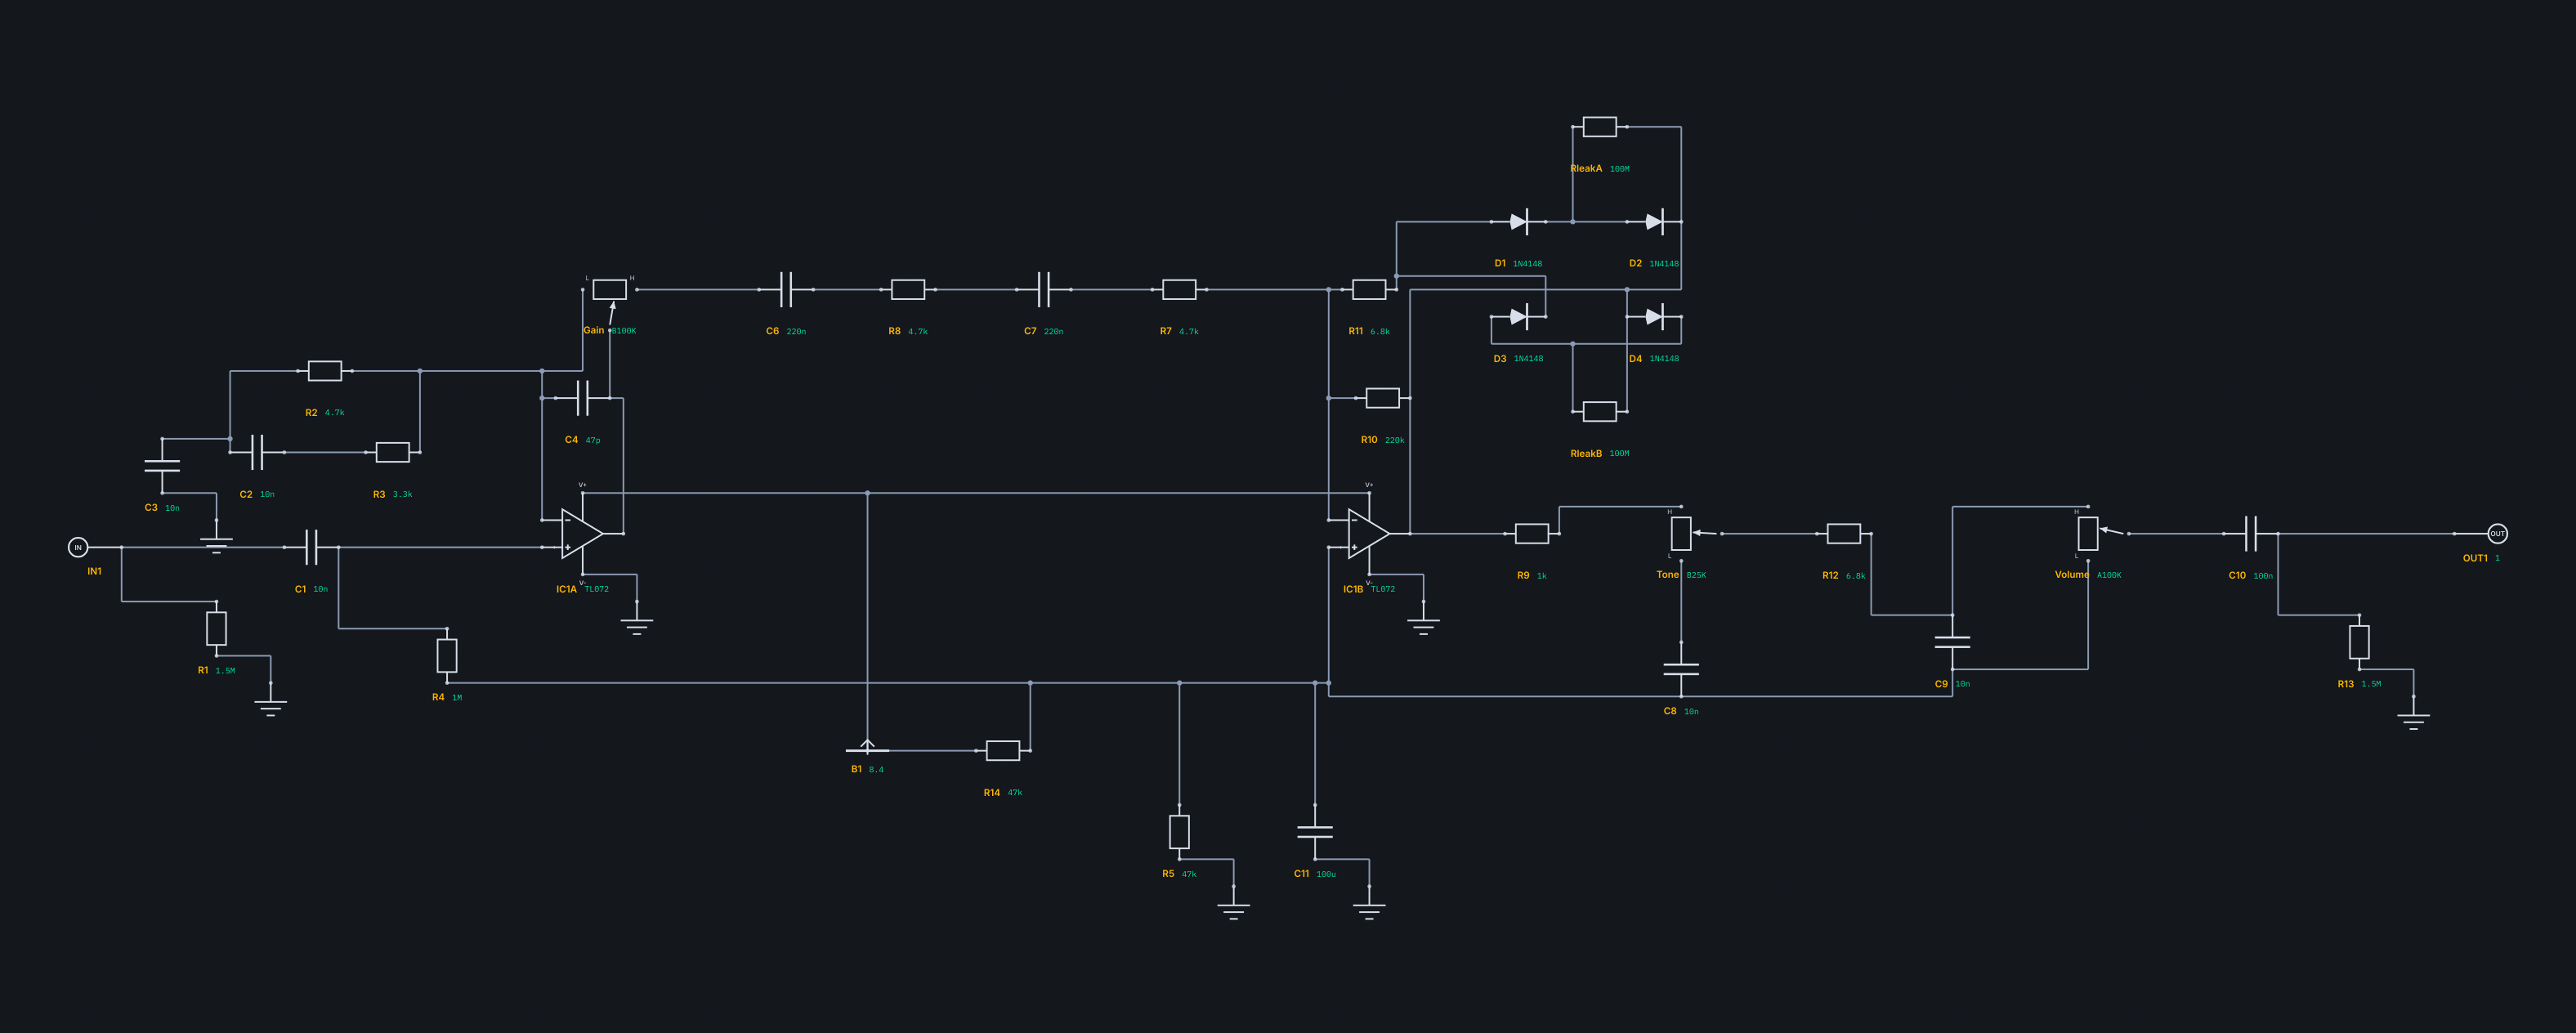 RleakA 100M
D1 1N4148
D2 1N4148
L
H
Gain B100K
C6 220n
R8 4.7k
C7 220n
R7 4.7k
R11 6.8k
D3 1N4148
D4 1N4148
R2 4.7k
C4 47p
R10 220k
RleakB 100M
C3 10n
C2 10n
R3 3.3k
V+
V+
H
H
IN
OUT
IN1
C1 10n
V-
IC1A TL072
V-
IC1B TL072
R9 1k
L
Tone B25K
R12 6.8k
L
Volume A100K
C10 100n
OUT1 1
R1 1.5M
R4 1M
C8 10n
C9 10n
R13 1.5M
B1 8.4
R14 47k
R5 47k
C11 100u